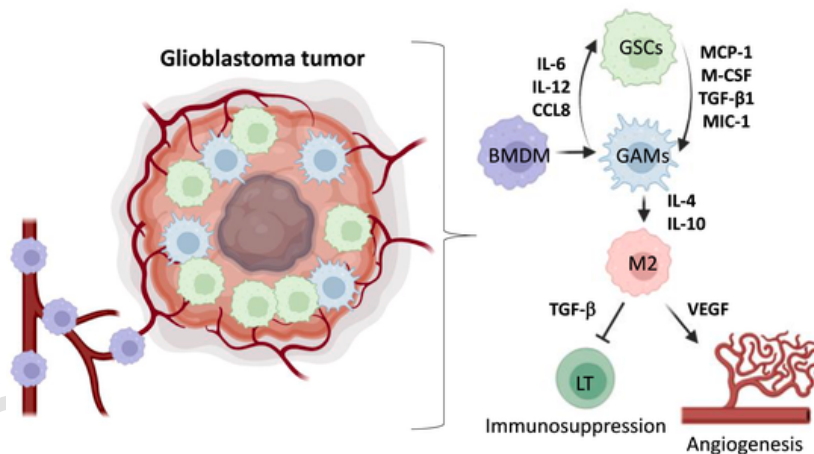 Glioblastoma tumor
GSCs
IL-6
IL-12
CCL8
MCP-1
M-CSF
TGF-β1
MIC-1
BMDM
GAMs
IL-4
IL-10
M2
TGF-β
VEGF
LT
Immunosuppression
Angiogenesis